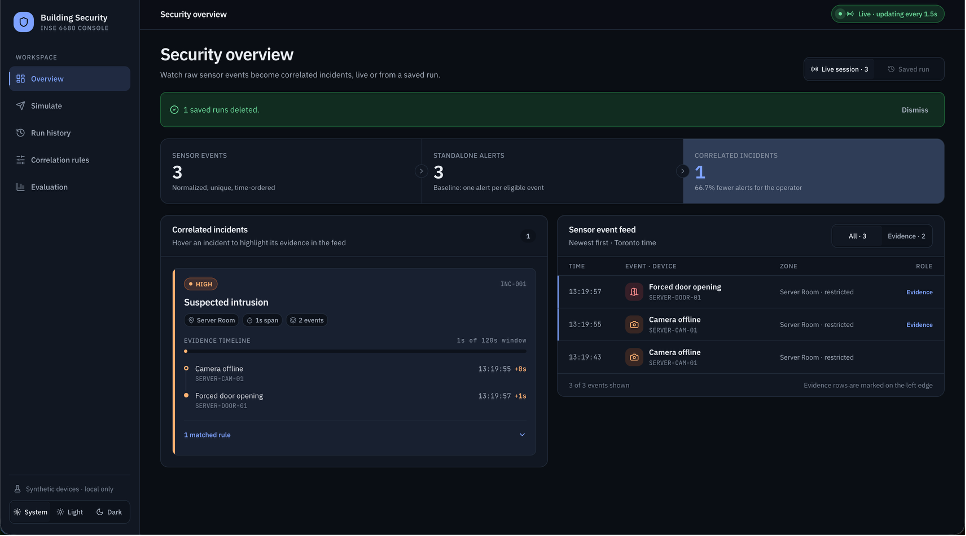 Building Security
INSE 6680 CONSOLE
WORKSPACE
Overview
Simulate
Run history
Correlation rules
Evaluation
Synthetic devices · local only
System
Light
Dark
Security overview
Live · updating every 1.5s
Security overview
Watch raw sensor events become correlated incidents, live or from a saved run.
Live session · 3
Saved run
1 saved runs deleted.
Dismiss
SENSOR EVENTS
3
Normalized, unique, time-ordered
STANDALONE ALERTS
3
Baseline: one alert per eligible event
CORRELATED INCIDENTS
1
66.7% fewer alerts for the operator
Correlated incidents
Hover an incident to highlight its evidence in the feed
1
HIGH
INC-001
Suspected intrusion
Server Room
1s span
2 events
EVIDENCE TIMELINE
1s of 120s window
Camera offline
13:19:55 +0s
SERVER-CAM-01
Forced door opening
13:19:57 +1s
SERVER-DOOR-01
1 matched rule
Sensor event feed
Newest first · Toronto time
All · 3
Evidence · 2
TIME
EVENT · DEVICE
ZONE
ROLE
13:19:57
Forced door opening
SERVER-DOOR-01
Server Room · restricted
Evidence
13:19:55
Camera offline
SERVER-CAM-01
Server Room · restricted
Evidence
13:19:43
Camera offline
SERVER-CAM-01
Server Room · restricted
3 of 3 events shown
Evidence rows are marked on the left edge